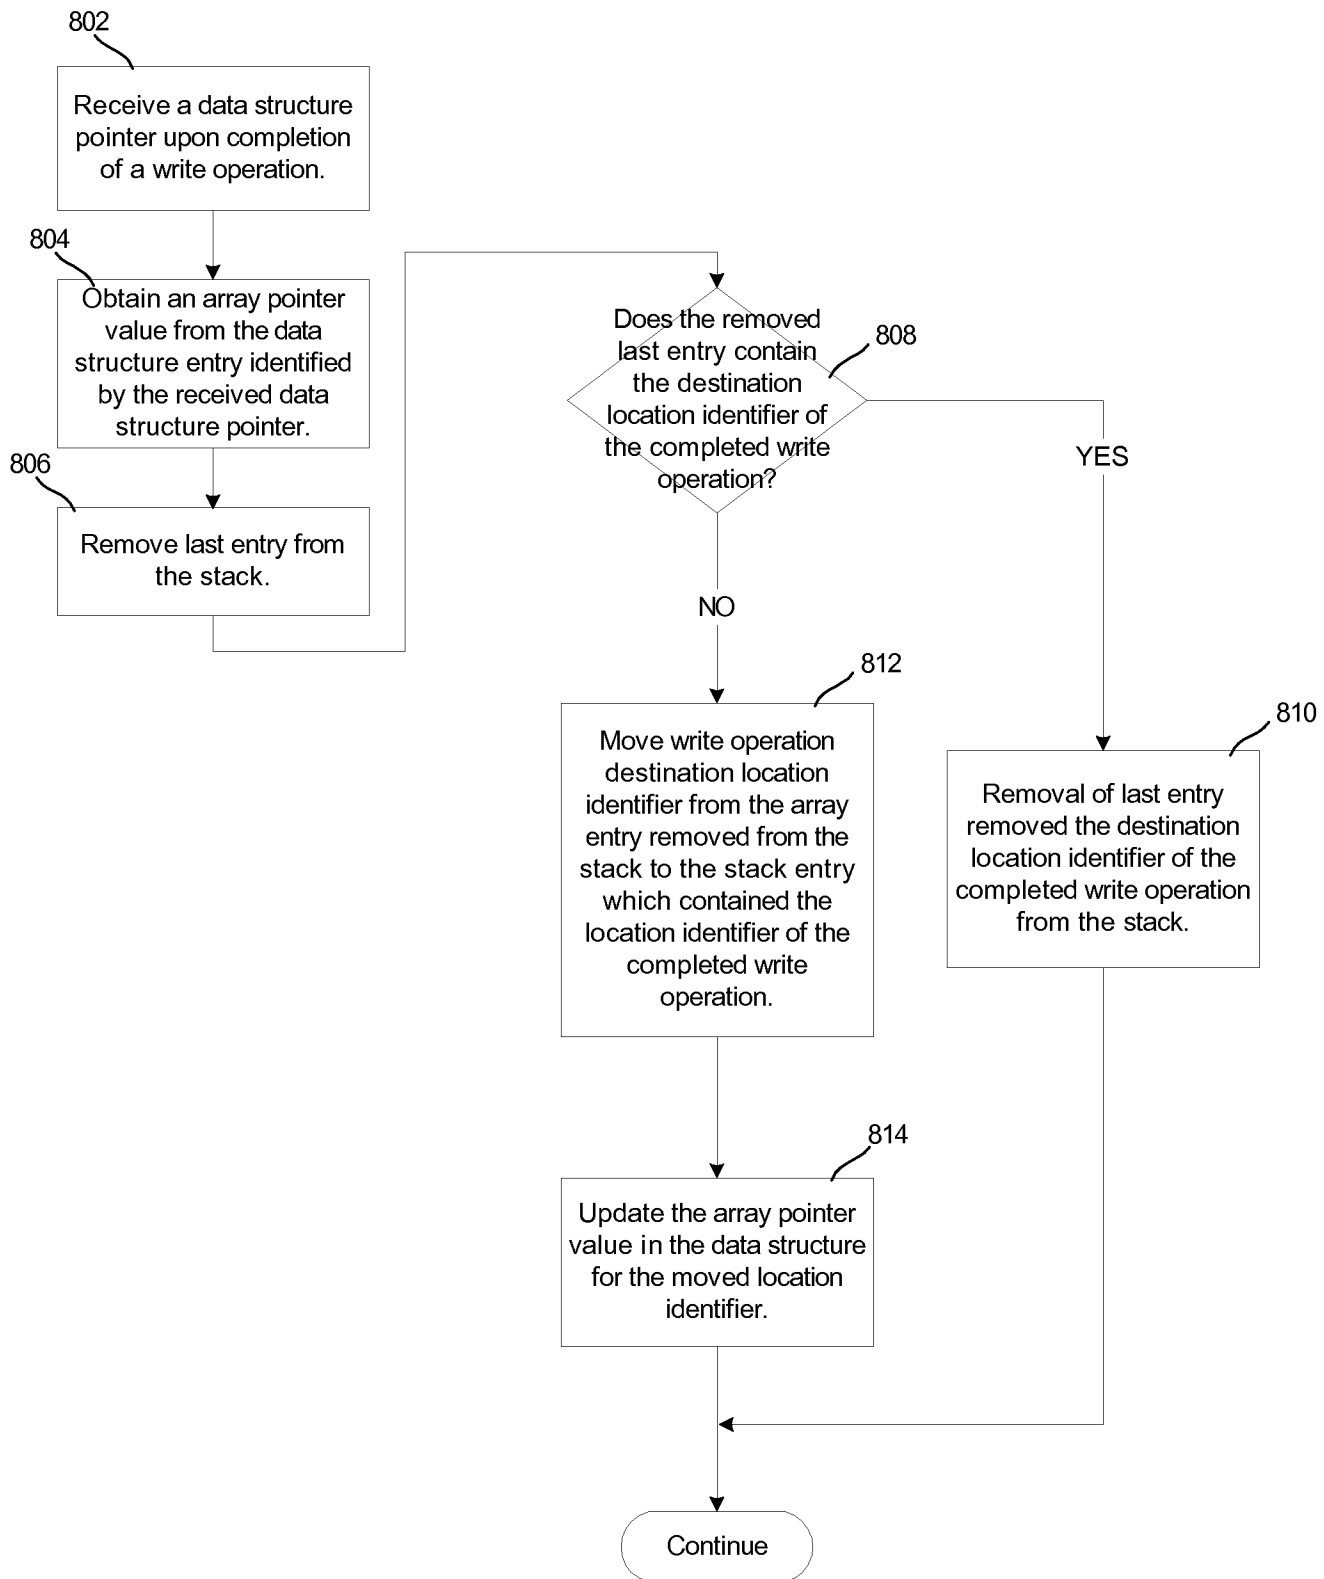 802
Receive a data structure
pointer upon completion
of a write operation.
804
Obtain an array pointer
value from the data
structure entry identified
by the received data
structure pointer.
806
Remove last entry from
the stack.
Does the removed
last entry contain
the destination
location identifier of
the completed write
operation?
808
YES
NO
812
Move write operation
destination location
identifier from the array
entry removed from the
stack to the stack entry
which contained the
location identifier of the
completed write
operation.
810
Removal of last entry
removed the destination
location identifier of the
completed write operation
from the stack.
814
Update the array pointer
value in the data structure
for the moved location
identifier.
Continue